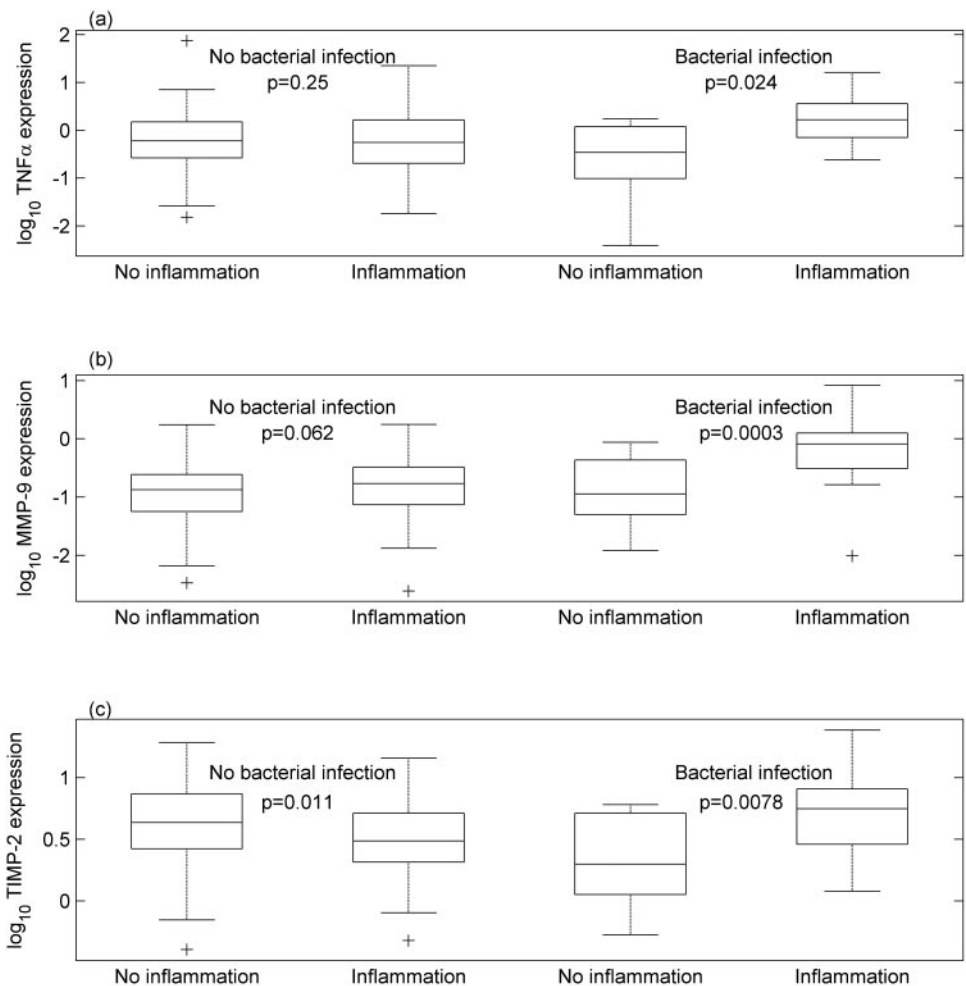 (a)
log10 TNFα expression
2
1
0
-1
-2
No bacterial infection
p=0.25
Bacterial infection
p=0.024
No inflammation Inflammation No inflammation Inflammation
(b)
log10 MMP-9 expression
1
0
-1
-2
No bacterial infection
p=0.062
Bacterial infection
p=0.0003
No inflammation Inflammation No inflammation Inflammation
(c)
log10 TIMP-2 expression
1
0.5
0
No bacterial infection
p=0.011
Bacterial infection
p=0.0078
No inflammation Inflammation No inflammation Inflammation